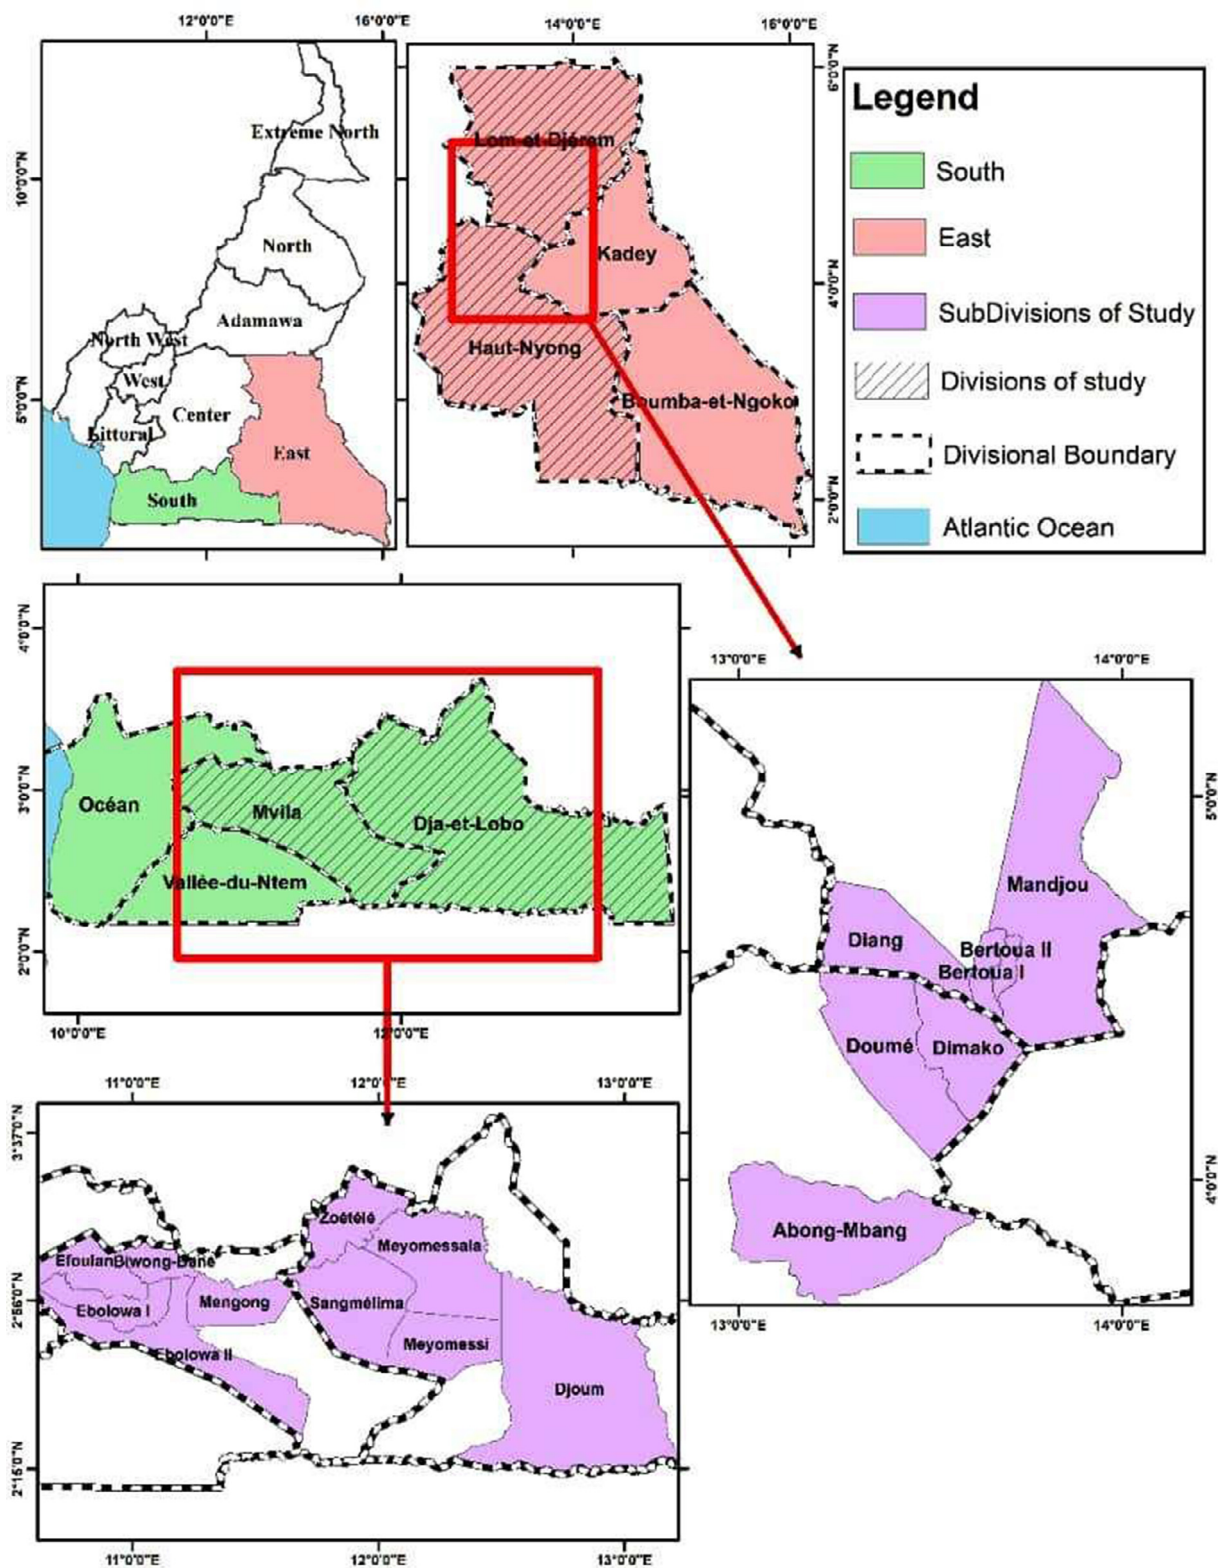 12°0'0"E
16°0'0"E
10°0'0"N
5°0'0"N
Extreme North
North
Adamawa
North West
West
Center
Littoral
East
South
14°0'0"E
16°0'0"E
6°0'0"N
4°0'0"N
2°0'0"N
Lom-et-Djérem
Kadey
Haut-Nyong
Boumba-et-Ngoko
Legend
South
East
SubDivisions of Study
Divisions of study
Divisional Boundary
Atlantic Ocean
4°0'0"N
3°0'0"N
2°0'0"N
Océan
Mvila
Dja-et-Lobo
Vallée-du-Ntem
10°0'0"E
12°0'0"E
13°0'0"E
14°0'0"E
5°0'0"N
4°0'0"N
Mandjou
Diang
Bertoua II
Bertoua I
Doumé
Dimako
Abong-Mbang
13°0'0"E
14°0'0"E
11°0'0"E
12°0'0"E
13°0'0"E
3°37'0"N
2°56'0"N
2°15'0"N
Zoétélé
Meyomessala
Efoulan
Biwong-Bane
Ebolowa I
Mengong
Sangmélima
Ebolowa II
Meyomessi
Djoum
11°0'0"E
12°0'0"E
13°0'0"E